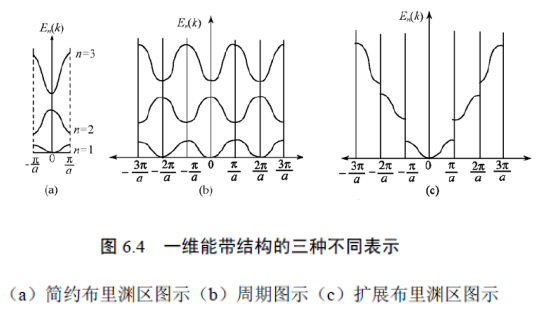 Eₙ(k)
Eₙ(k)
Eₙ(k)
n=3
n=2
n=1
-π/a 0 π/a
-3π/a -2π/a -π/a 0 π/a 2π/a 3π/a
-3π/a -2π/a -π/a 0 π/a 2π/a 3π/a
(a) (b) (c)
图 6.4 一维能带结构的三种不同表示
（a）简约布里渊区图示（b）周期图示（c）扩展布里渊区图示